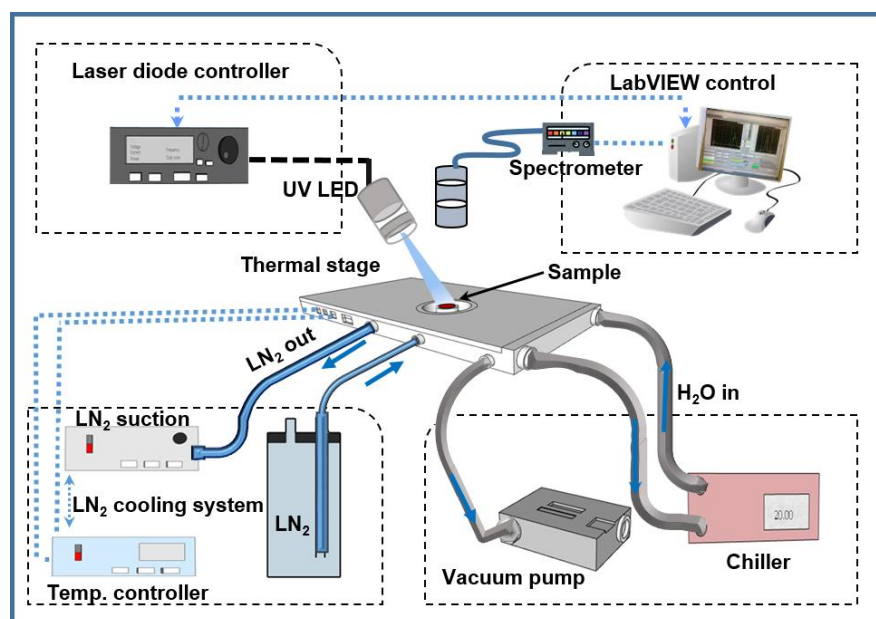 Laser diode controller
LabVIEW control
Spectrometer
UV LED
Thermal stage
Sample
LN₂ out
H₂O in
LN₂ suction
LN₂ cooling system
LN₂
20.00
Temp. controller
Vacuum pump
Chiller